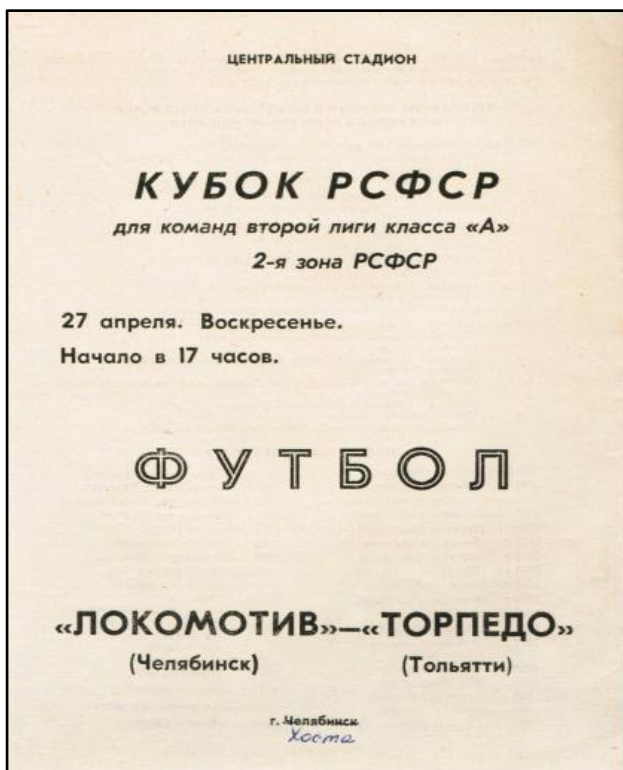 ЦЕНТРАЛЬНЫЙ СТАДИОН
КУБОК РСФСР
для команд второй лиги класса «А»
2-я зона РСФСР
27 апреля. Воскресенье.
Начало в 17 часов.
ФУТБОЛ
«ЛОКОМОТИВ»—«ТОРПЕДО»
(Челябинск) (Тольятти)
г. Челябинск
Хоста